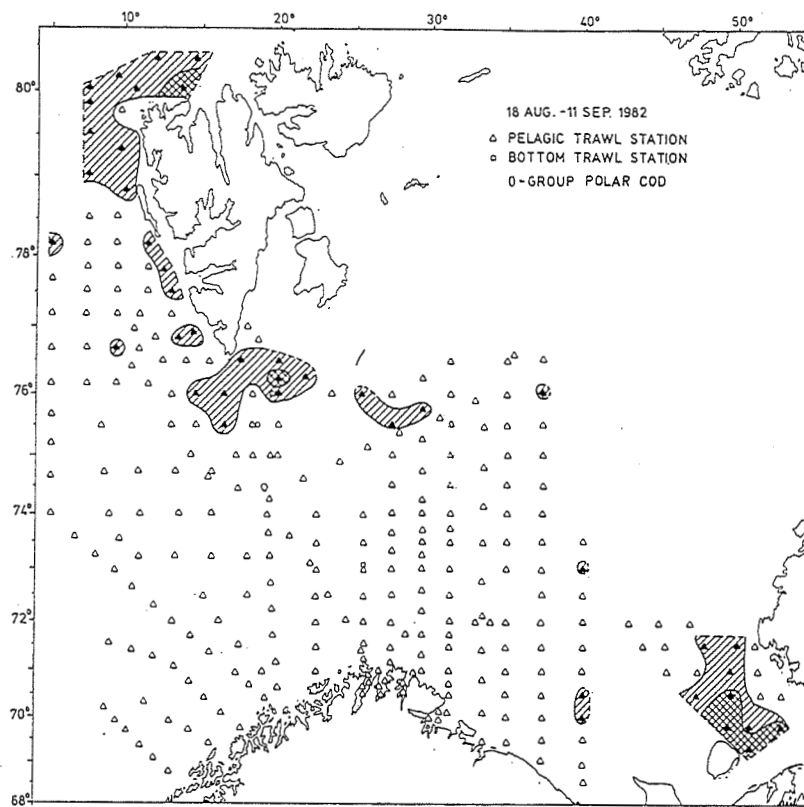 10° 20° 30° 40° 50°
80°
18 AUG. -11 SEP. 1982
△ PELAGIC TRAWL STATION
○ BOTTOM TRAWL STATION
0-GROUP POLAR COD
78°
76°
74°
72°
70°
68°